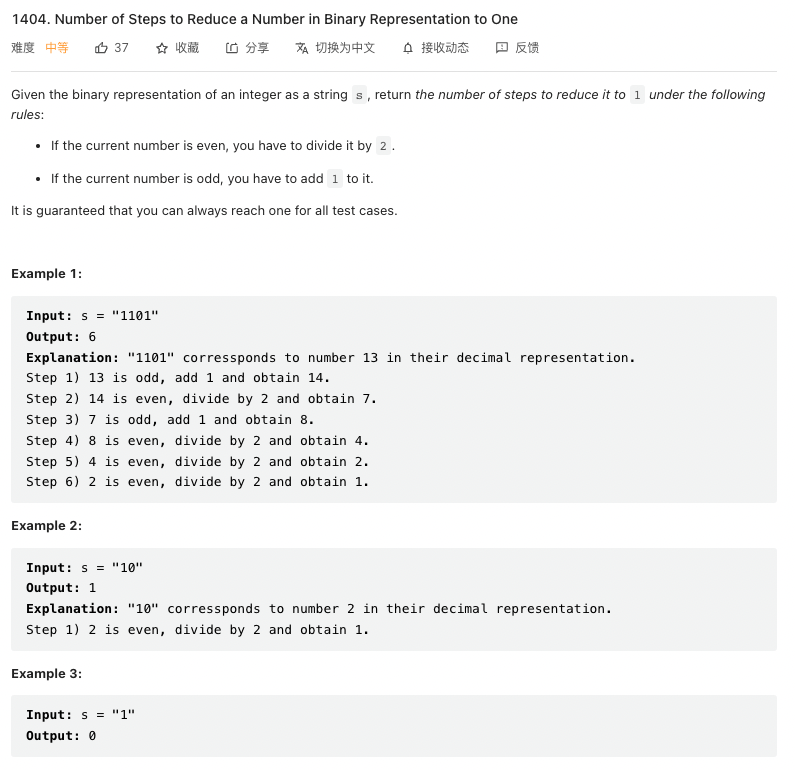 1404. Number of Steps to Reduce a Number in Binary Representation to One
难度 中等 37 收藏 分享 切换为中文 接收动态 反馈
Given the binary representation of an integer as a string s, return the number of steps to reduce it to 1 under the following
rules:
• If the current number is even, you have to divide it by 2.
• If the current number is odd, you have to add 1 to it.
It is guaranteed that you can always reach one for all test cases.
Example 1:
Input: s = "1101"
Output: 6
Explanation: "1101" corressponds to number 13 in their decimal representation.
Step 1) 13 is odd, add 1 and obtain 14.
Step 2) 14 is even, divide by 2 and obtain 7.
Step 3) 7 is odd, add 1 and obtain 8.
Step 4) 8 is even, divide by 2 and obtain 4.
Step 5) 4 is even, divide by 2 and obtain 2.
Step 6) 2 is even, divide by 2 and obtain 1.
Example 2:
Input: s = "10"
Output: 1
Explanation: "10" corressponds to number 2 in their decimal representation.
Step 1) 2 is even, divide by 2 and obtain 1.
Example 3:
Input: s = "1"
Output: 0